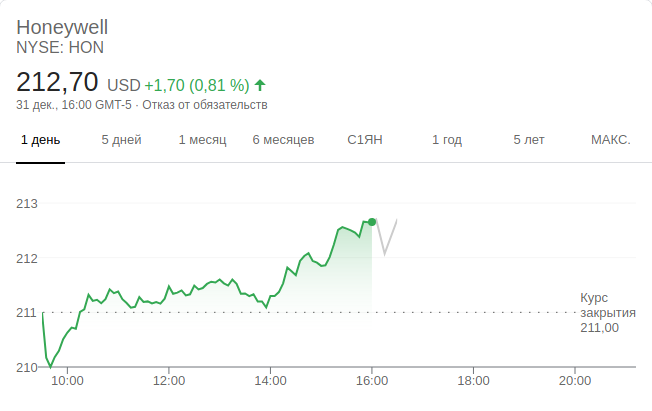 Honeywell
NYSE: HON
212,70 USD +1,70 (0,81 %)
31 дек., 16:00 GMT-5 · Отказ от обязательств
1 день 5 дней 1 месяц 6 месяцев С1ЯН 1 год 5 лет МАКС.
213
212
211
210
Курс
закрытия
211,00
10:00 12:00 14:00 16:00 18:00 20:00